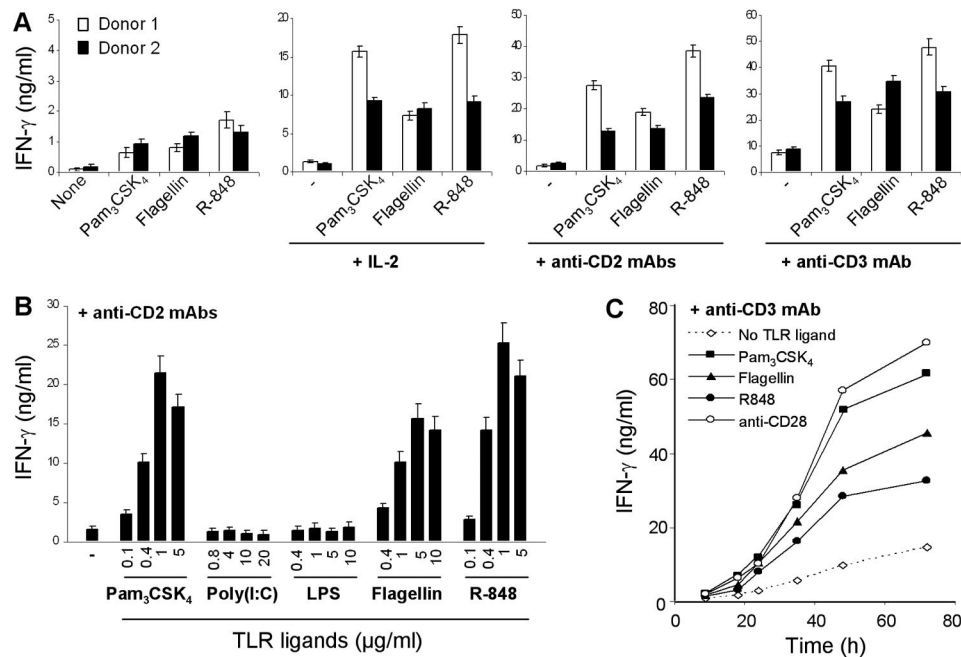 A
Donor 1
Donor 2
IFN-γ (ng/ml)
5
4
3
2
1
0
None
Pam₃CSK₄
Flagellin
R-848
20
15
10
5
0
-
Pam₃CSK₄
Flagellin
R-848
+ IL-2
50
40
30
20
10
0
-
Pam₃CSK₄
Flagellin
R-848
+ anti-CD2 mAbs
60
50
40
30
20
10
0
-
Pam₃CSK₄
Flagellin
R-848
+ anti-CD3 mAb
B
+ anti-CD2 mAbs
IFN-γ (ng/ml)
30
25
20
15
10
5
0
- 0.1 0.4 1 5 0.8 4 10 20 0.4 1 5 10 0.4 1 5 10 0.1 0.4 1 5
Pam₃CSK₄ Poly(I:C) LPS Flagellin R-848
TLR ligands (µg/ml)
C
+ anti-CD3 mAb
No TLR ligand
Pam₃CSK₄
Flagellin
R848
anti-CD28
IFN-γ (ng/ml)
80
60
40
20
0
0 20 40 60 80
Time (h)